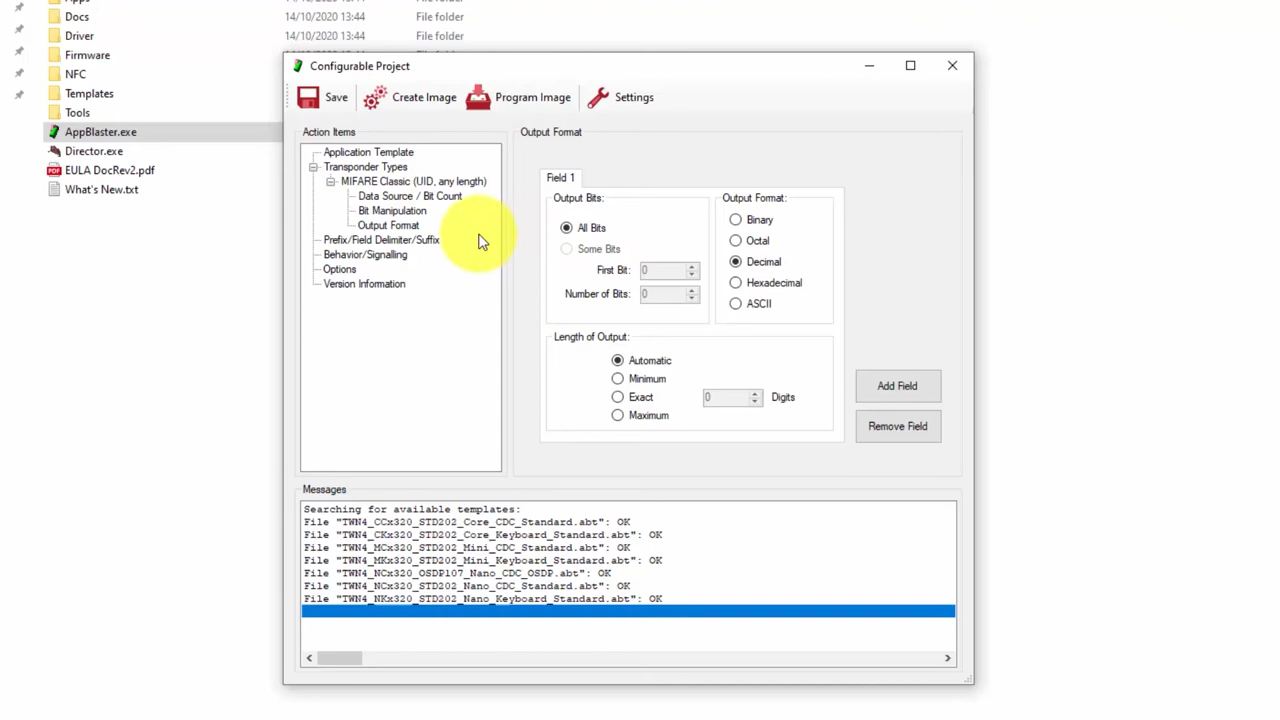 Docs 14/10/2020 13:44 File folder
Driver 14/10/2020 13:44 File folder
Firmware
NFC
Templates
Tools
AppBlaster.exe
Director.exe
EULA DocRev2.pdf
What's New.txt
Configurable Project
Save Create Image Program Image Settings
Action Items
Application Template
Transponder Types
MIFARE Classic (UID, any length)
Data Source / Bit Count
Bit Manipulation
Output Format
Prefix/Field Delimiter/Suffix
Behavior/Signalling
Options
Version Information
Output Format
Field 1
Output Bits:
All Bits
Some Bits
First Bit: 0
Number of Bits: 0
Output Format:
Binary
Octal
Decimal
Hexadecimal
ASCII
Length of Output:
Automatic
Minimum
Exact 0 Digits
Maximum
Add Field
Remove Field
Messages
Searching for available templates:
File "TWN4_CCx320_STD202_Core_CDC_Standard.abt": OK
File "TWN4_CKx320_STD202_Core_Keyboard_Standard.abt": OK
File "TWN4_MCx320_STD202_Mini_CDC_Standard.abt": OK
File "TWN4_MKx320_STD202_Mini_Keyboard_Standard.abt": OK
File "TWN4_NCx320_OSDP107_Nano_CDC_OSDP.abt": OK
File "TWN4_NCx320_STD202_Nano_CDC_Standard.abt": OK
File "TWN4_NKx320_STD202_Nano_Keyboard_Standard.abt": OK